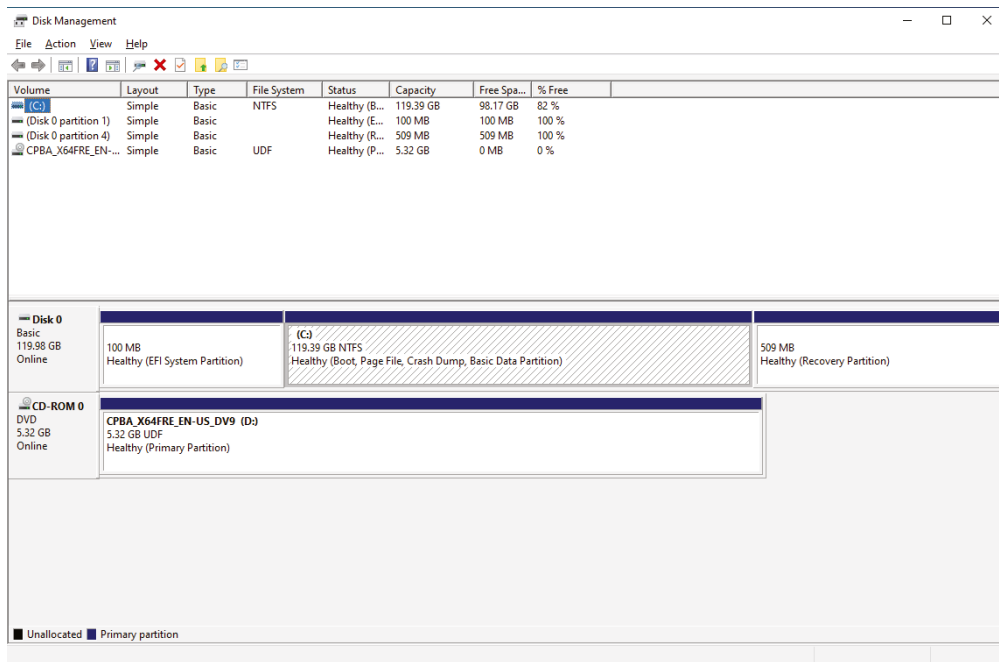 Disk Management
File Action View Help
Volume Layout Type File System Status Capacity Free Spa... % Free
(C:) Simple Basic NTFS Healthy (B... 119.39 GB 98.17 GB 82 %
(Disk 0 partition 1) Simple Basic Healthy (E... 100 MB 100 MB 100 %
(Disk 0 partition 4) Simple Basic Healthy (R... 509 MB 509 MB 100 %
CPBA_X64FRE_EN-... Simple Basic UDF Healthy (P... 5.32 GB 0 MB 0 %
Disk 0
Basic
119.98 GB
Online
100 MB
Healthy (EFI System Partition)
(C:)
119.39 GB NTFS
Healthy (Boot, Page File, Crash Dump, Basic Data Partition)
509 MB
Healthy (Recovery Partition)
CD-ROM 0
DVD
5.32 GB
Online
CPBA_X64FRE_EN-US_DV9 (D:)
5.32 GB UDF
Healthy (Primary Partition)
Unallocated Primary partition